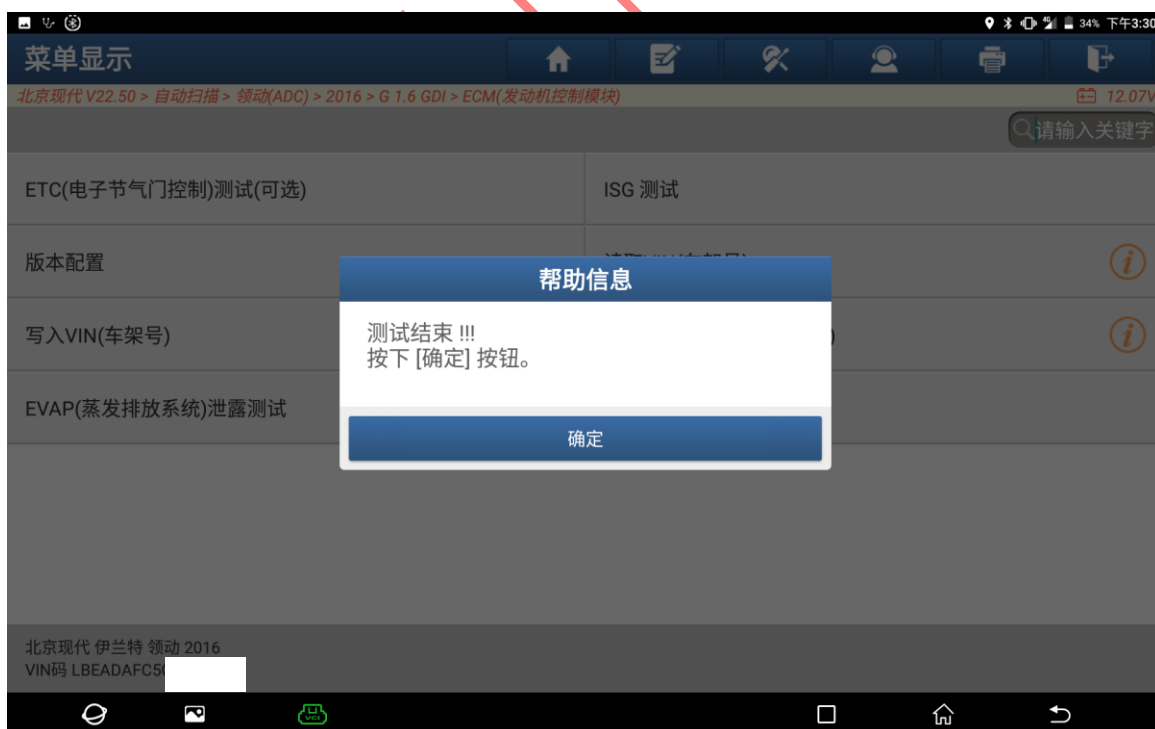 34% 下午3:30
菜单显示
北京现代 V22.50 > 自动扫描 > 领动(ADC) > 2016 > G 1.6 GDI > ECM(发动机控制模块)
12.07V
请输入关键字
ETC(电子节气门控制)测试(可选)
ISG 测试
版本配置
帮助信息
写入VIN(车架号)
测试结束 !!!
按下 [确定] 按钮。
EVAP(蒸发排放系统)泄露测试
确定
北京现代 伊兰特 领动 2016
VIN码 LBEADAFC5
VCI